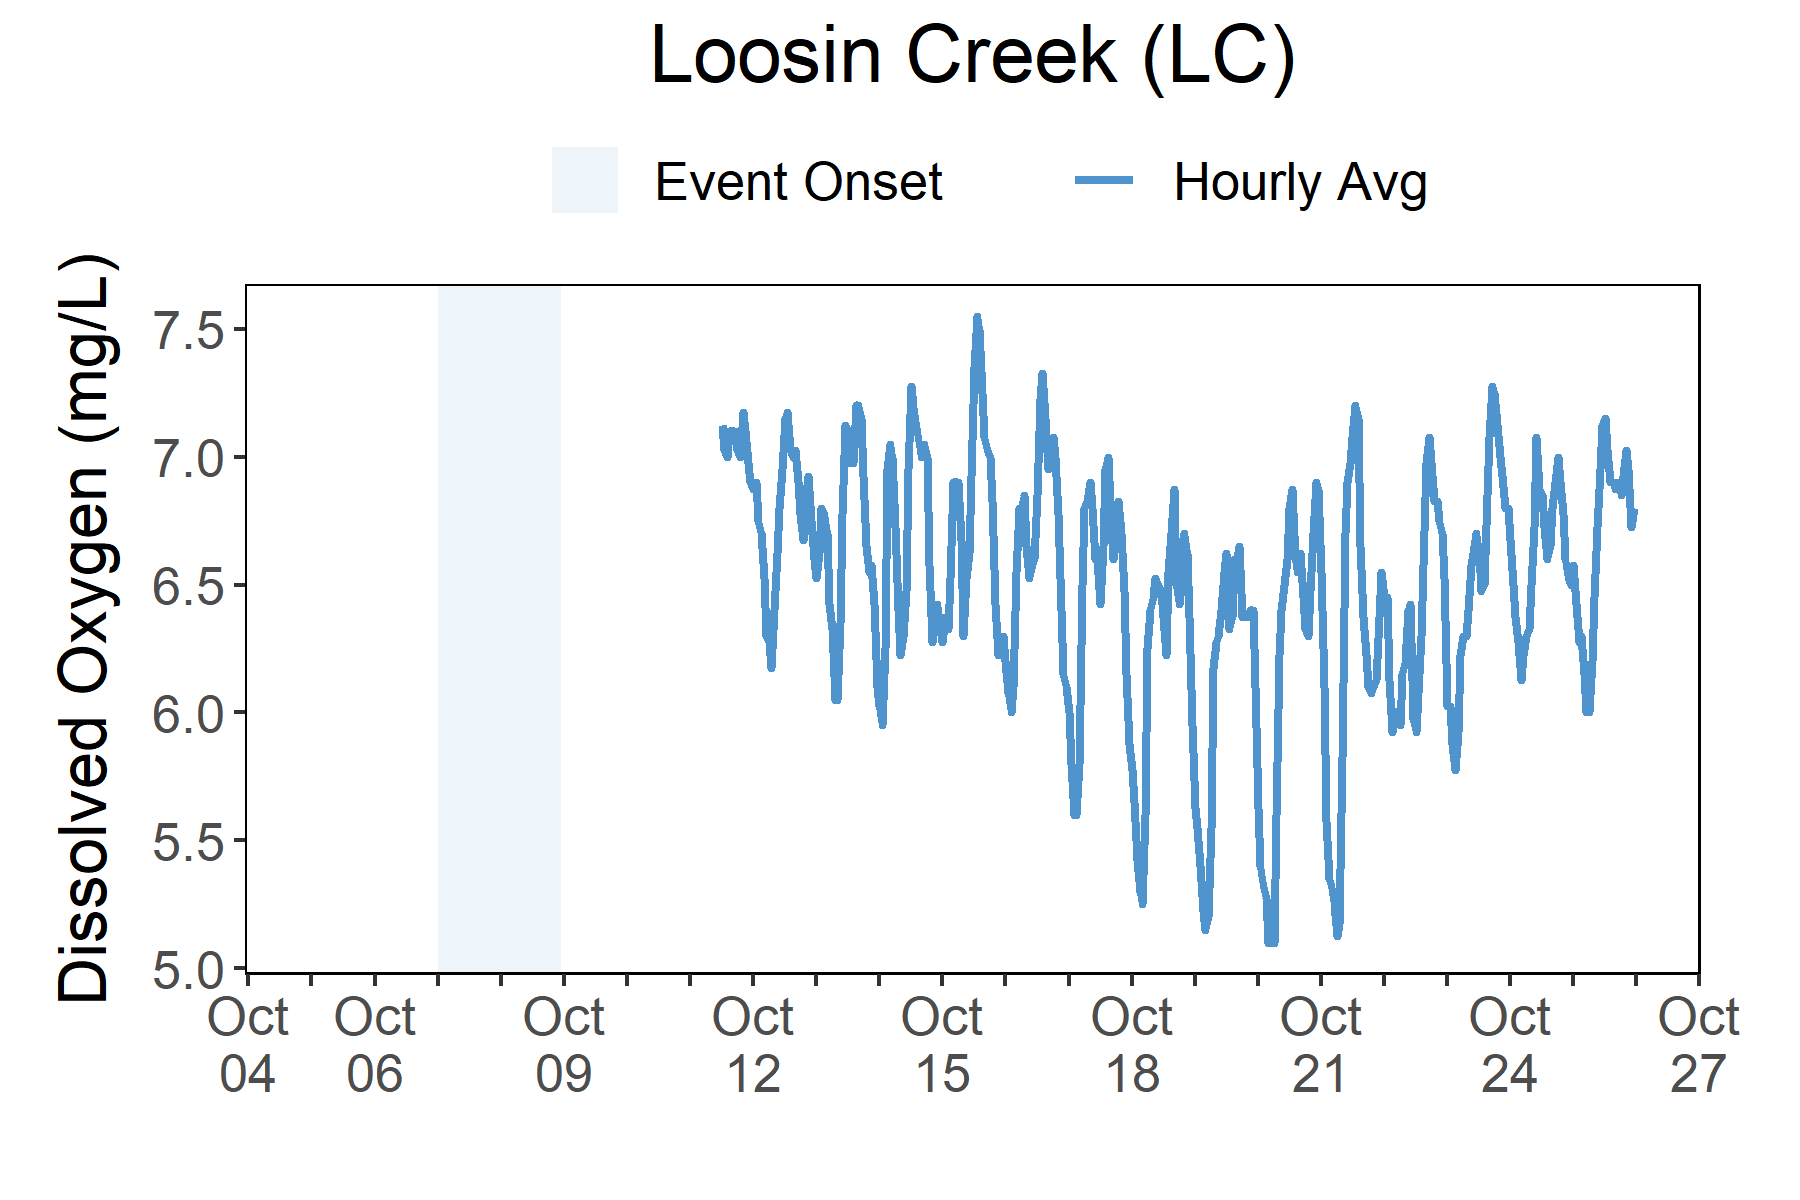 Loosin Creek (LC)
Event Onset
Hourly Avg
Dissolved Oxygen (mg/L)
7.5
7.0
6.5
6.0
5.5
5.0
Oct Oct Oct Oct Oct Oct Oct Oct Oct
04 06 09 12 15 18 21 24 27